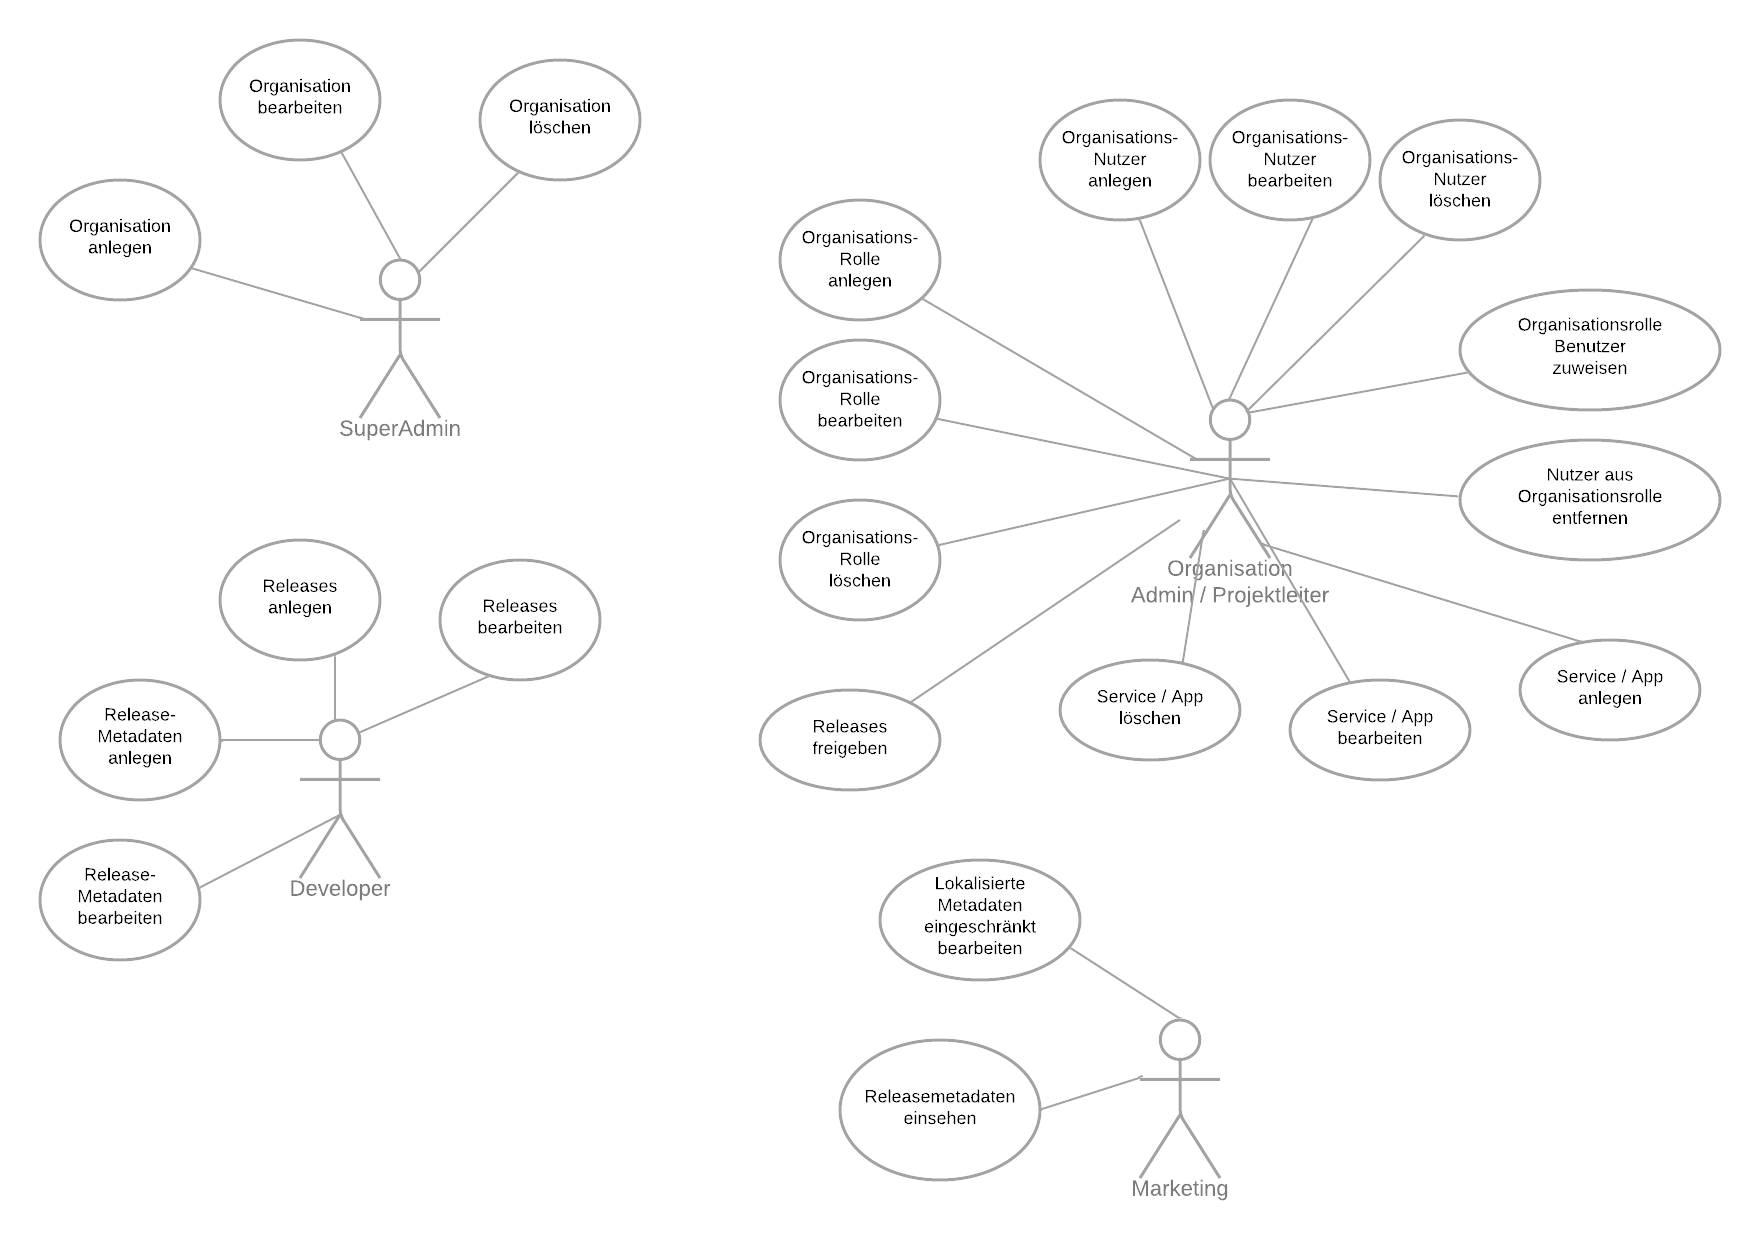 Organisation
bearbeiten
Organisation
löschen
Organisation
anlegen
SuperAdmin
Organisations-
Nutzer
anlegen
Organisations-
Nutzer
bearbeiten
Organisations-
Nutzer
löschen
Organisations-
Rolle
anlegen
Organisations-
Rolle
bearbeiten
Organisations-
Rolle
löschen
Organisationsrolle
Benutzer
zuweisen
Nutzer aus
Organisationsrolle
entfernen
Organisation
Admin / Projektleiter
Releases
freigeben
Service / App
löschen
Service / App
bearbeiten
Service / App
anlegen
Releases
anlegen
Releases
bearbeiten
Release-
Metadaten
anlegen
Release-
Metadaten
bearbeiten
Developer
Lokalisierte
Metadaten
eingeschränkt
bearbeiten
Releasemetadaten
einsehen
Marketing